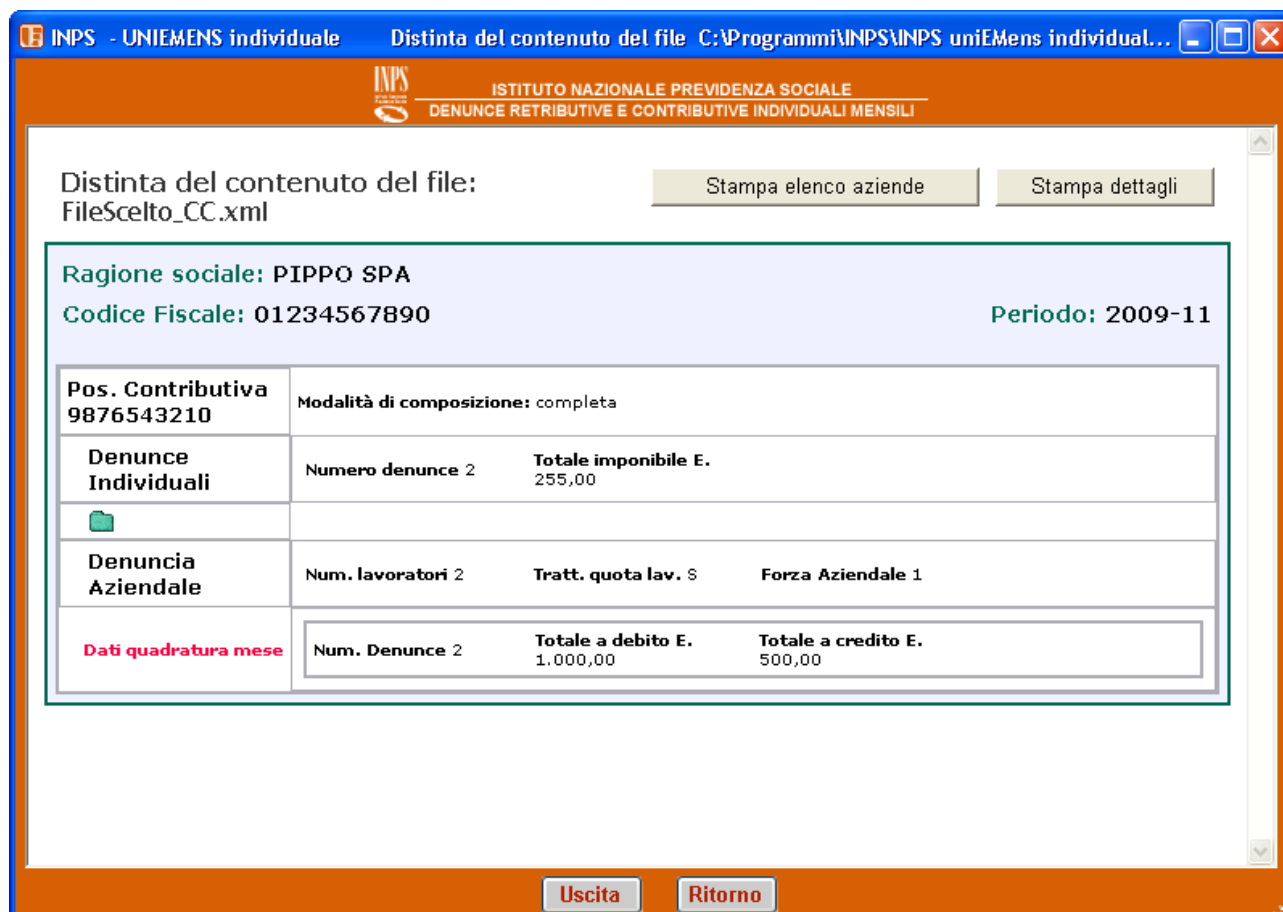 INPS - UNIEMENS individuale Distinta del contenuto del file C:\Programmi\INPS\INPS uniEMens individual...
INPS
ISTITUTO NAZIONALE PREVIDENZA SOCIALE
DENUNCE RETRIBUTIVE E CONTRIBUTIVE INDIVIDUALI MENSILI
Distinta del contenuto del file:
FileScelto_CC.xml
Stampa elenco aziende
Stampa dettagli
Ragione sociale: PIPPO SPA
Codice Fiscale: 01234567890
Periodo: 2009-11
Pos. Contributiva
9876543210
Modalità di composizione: completa
Denunce
Individuali
Numero denunce 2
Totale imponibile E.
255,00
Denuncia
Aziendale
Num. lavoratori 2
Tratt. quota lav. S
Forza Aziendale 1
Dati quadratura mese
Num. Denunce 2
Totale a debito E.
1.000,00
Totale a credito E.
500,00
Uscita
Ritorno